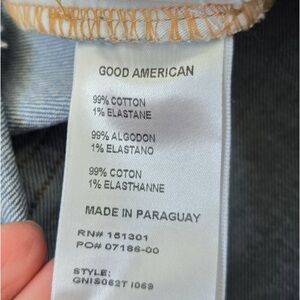 GOOD AMERICAN
99% COTTON
1% ELASTANE
99% ALGODON
1% ELASTANO
99% COTON
1% ELASTHANNE
MADE IN PARAGUAY
RN# 151301
PO# 07186-00
STYLE:
GNIS062T I069